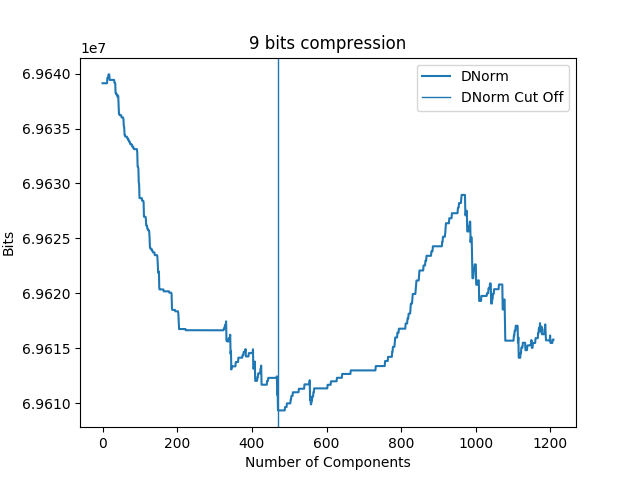 9 bits compression
1e7
DNorm
DNorm Cut Off
6.9640
6.9635
6.9630
6.9625
6.9620
6.9615
6.9610
Bits
0 200 400 600 800 1000 1200
Number of Components